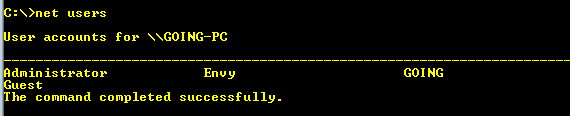 C:\>net users
User accounts for \\GOING-PC
-------------------------------------------------------------------------------
Administrator            Envy                     GOING
Guest
The command completed successfully.